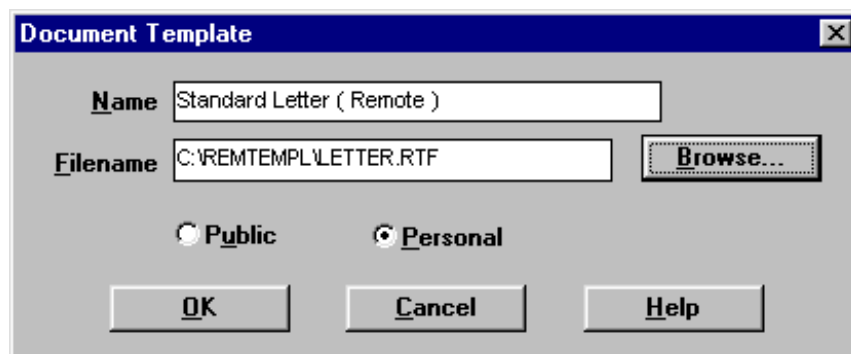 Document Template
Name Standard Letter ( Remote )
Filename C:\REMTEMPL\LETTER.RTF Browse...
Public Personal
OK Cancel Help